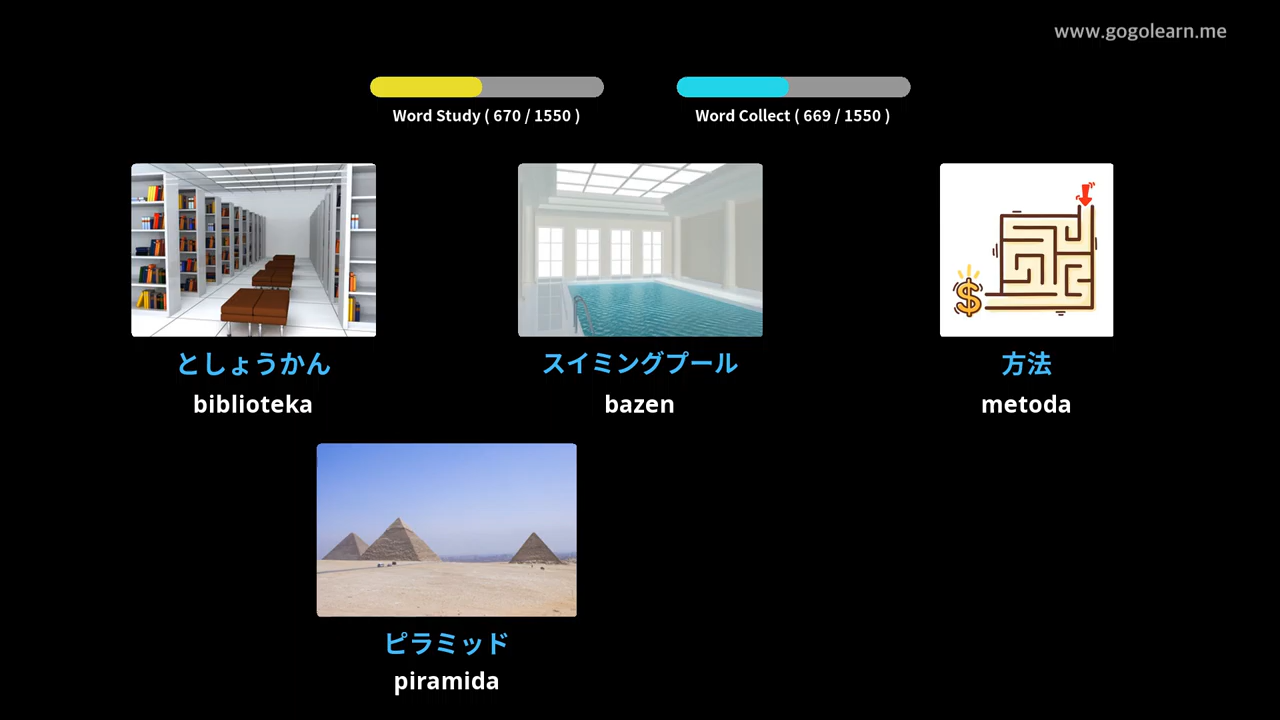 www.gogolearn.me
Word Study ( 670 / 1550 )
Word Collect ( 669 / 1550 )
としょうかん
スイミングプール
方法
biblioteka
bazen
metoda
ピラミッド
piramida